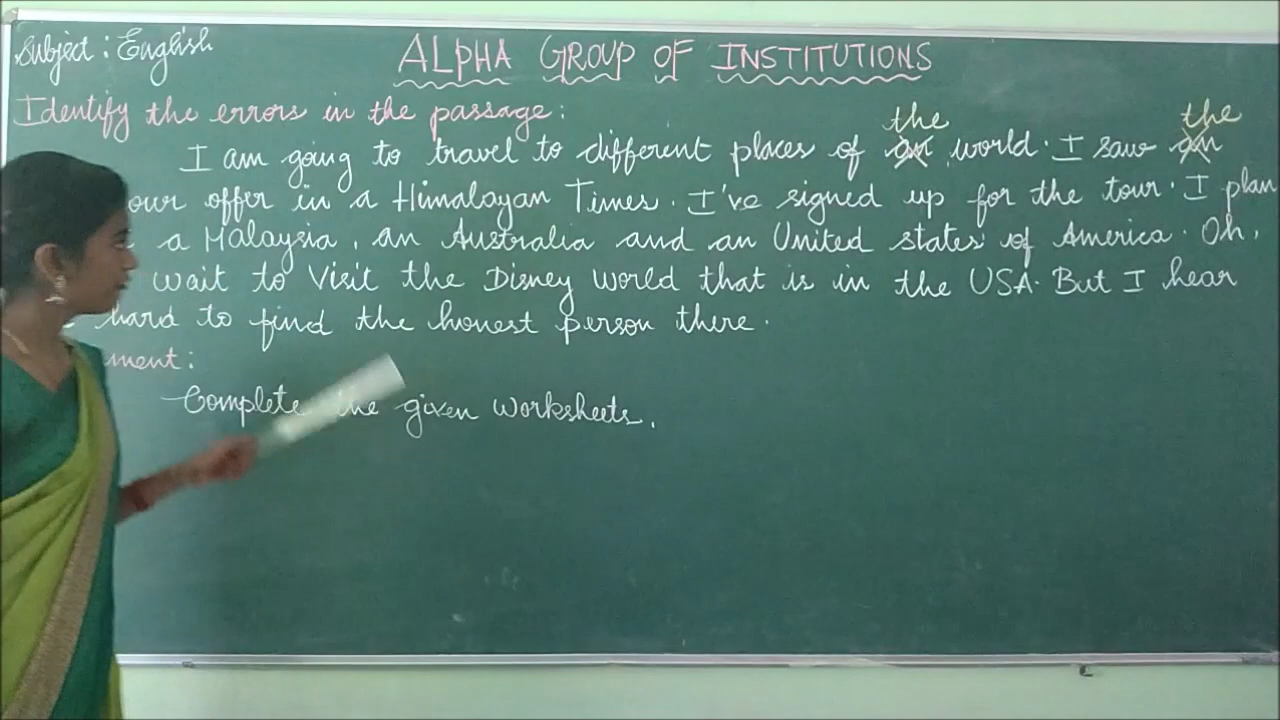 Subject: English
ALPHA GROUP OF INSTITUTIONS
Identify the errors in the passage:
the the
I am going to travel to different places of an world. I saw an
our offer in a Himalayan Times. I've signed up for the tour. I plan
a Malaysia, an Australia and an United states of America. Oh,
wait to Visit the Disney World that is in the USA. But I hear
hard to find the honest person there.
ment:
Complete the given Worksheets.